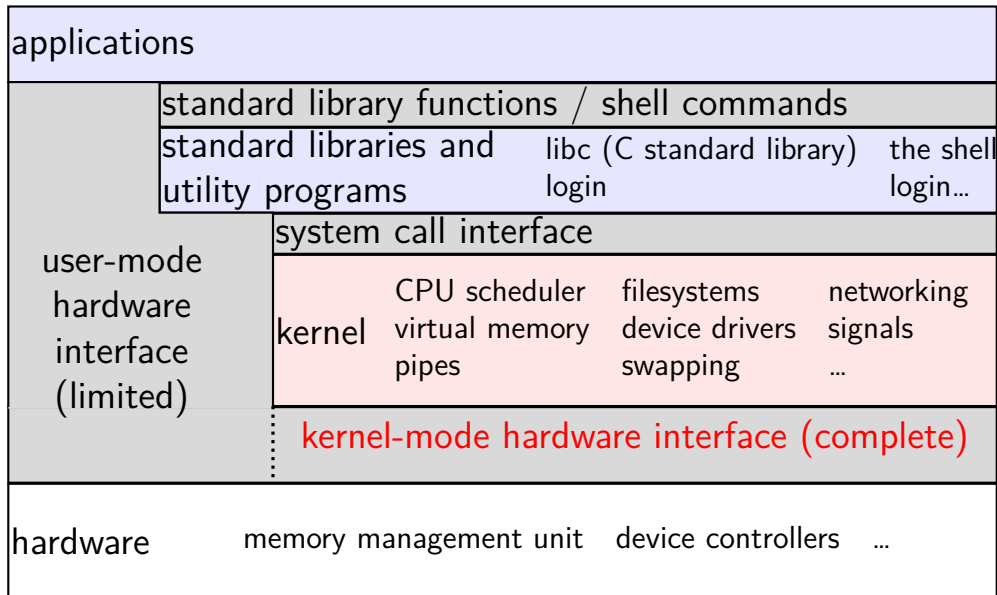 applications
standard library functions / shell commands
standard libraries and
utility programs
libc (C standard library)
login
the shell
login…
system call interface
user-mode
hardware
interface
(limited)
kernel
CPU scheduler
virtual memory
pipes
filesystems
device drivers
swapping
networking
signals
…
kernel-mode hardware interface (complete)
hardware
memory management unit
device controllers
…